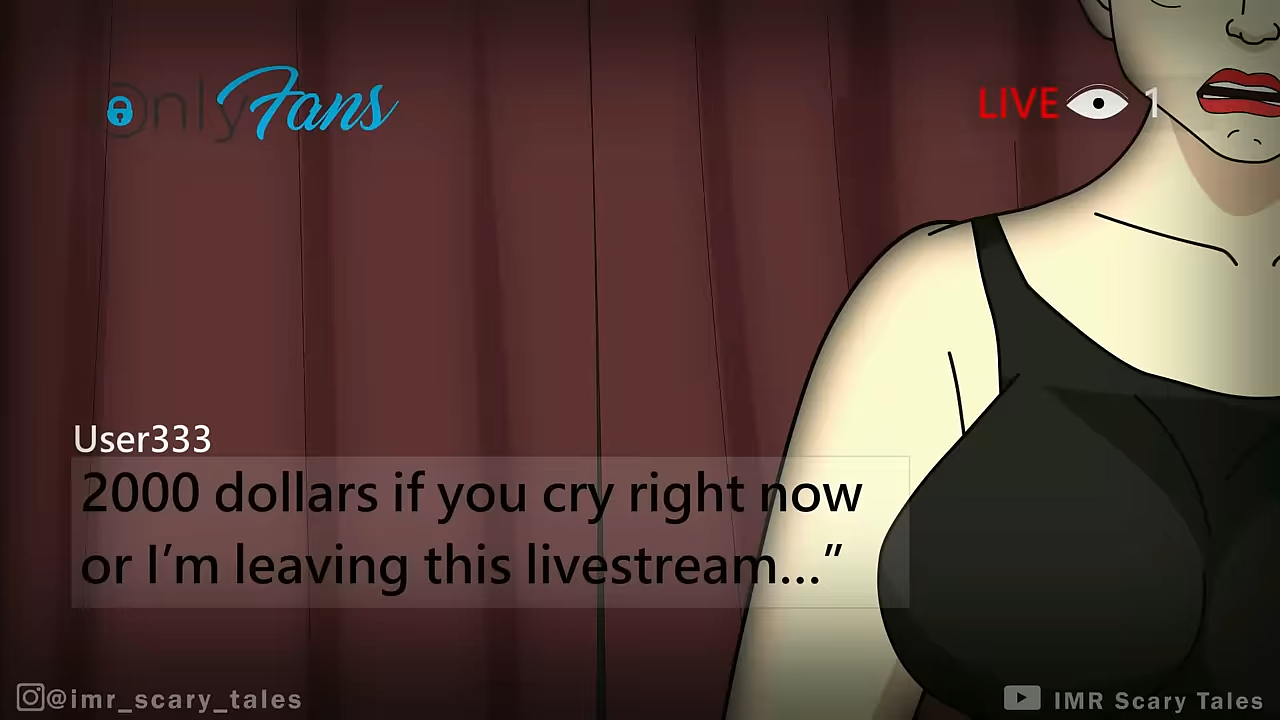 OnlyFans
LIVE 1
User333
2000 dollars if you cry right now
or I’m leaving this livestream...”
@imr_scary_tales
IMR Scary Tales